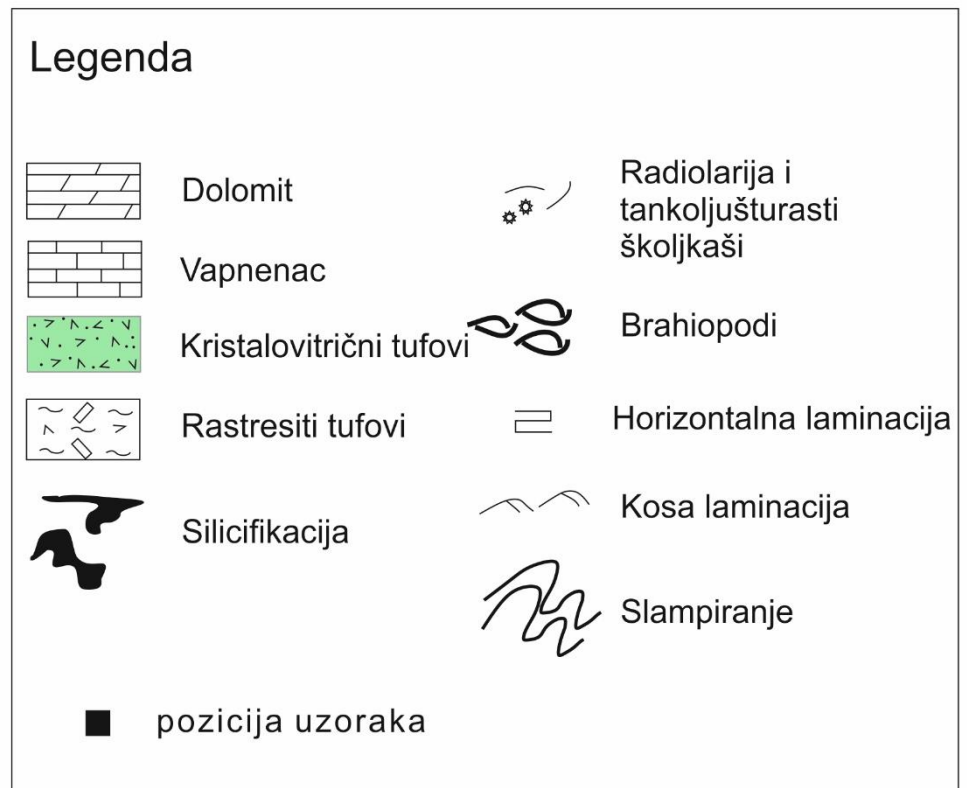 Legenda
Dolomit
Vapnenac
Kristalovitrični tufovi
Rastresiti tufovi
Silicifikacija
pozicija uzoraka
Radiolarija i
tankoljušturasti
školjkaši
Brahiopodi
Horizontalna laminacija
Kosa laminacija
Slampiranje